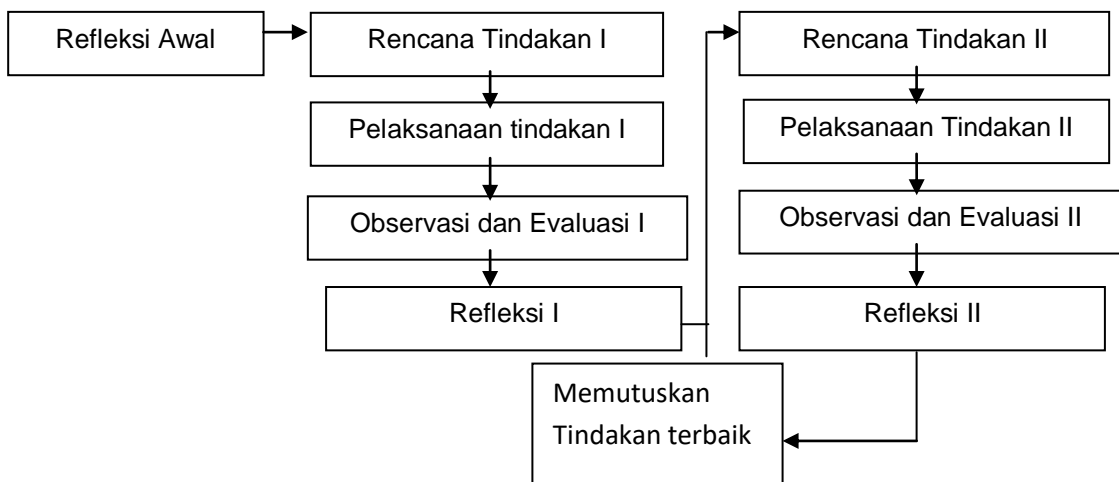 Refleksi Awal
Rencana Tindakan I
Pelaksanaan tindakan I
Observasi dan Evaluasi I
Refleksi I
Rencana Tindakan II
Pelaksanaan Tindakan II
Observasi dan Evaluasi II
Refleksi II
Memutuskan
Tindakan terbaik